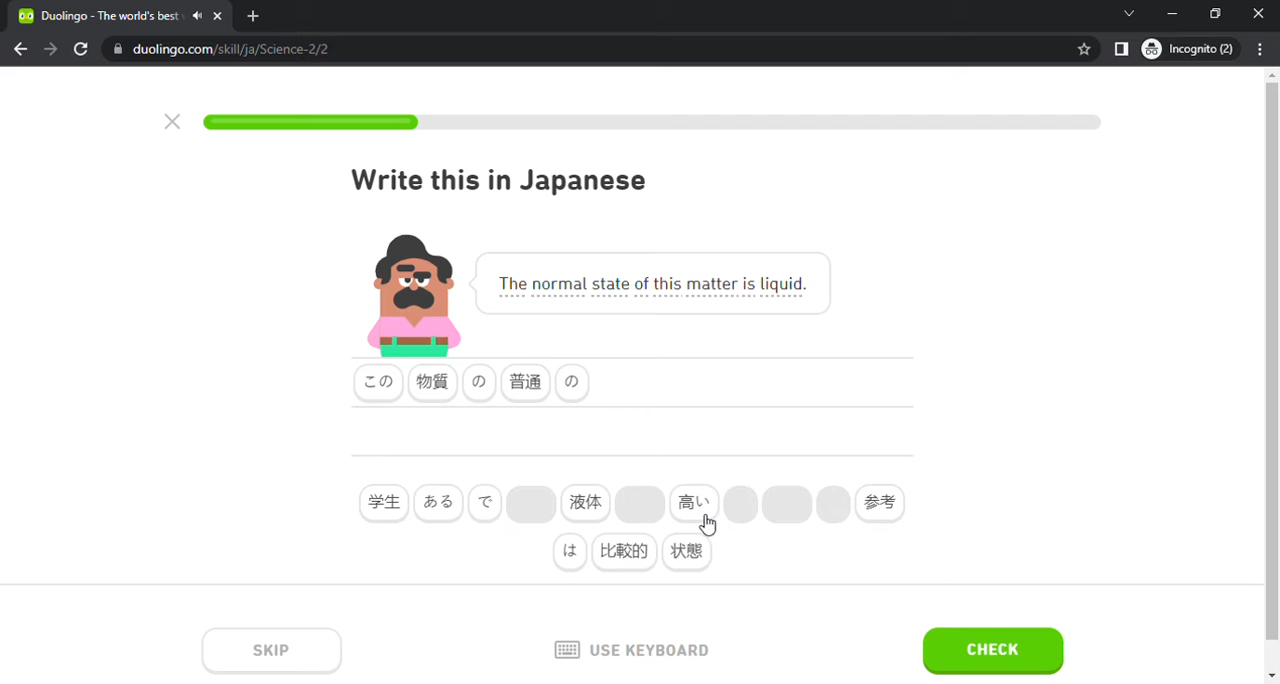 Duolingo - The world's best
duolingo.com/skill/ja/Science-2/2
Incognito (2)
Write this in Japanese
The normal state of this matter is liquid.
この 物質 の 普通 の
学生 ある で 液体 高い 参考
は 比較的 状態
SKIP
USE KEYBOARD
CHECK